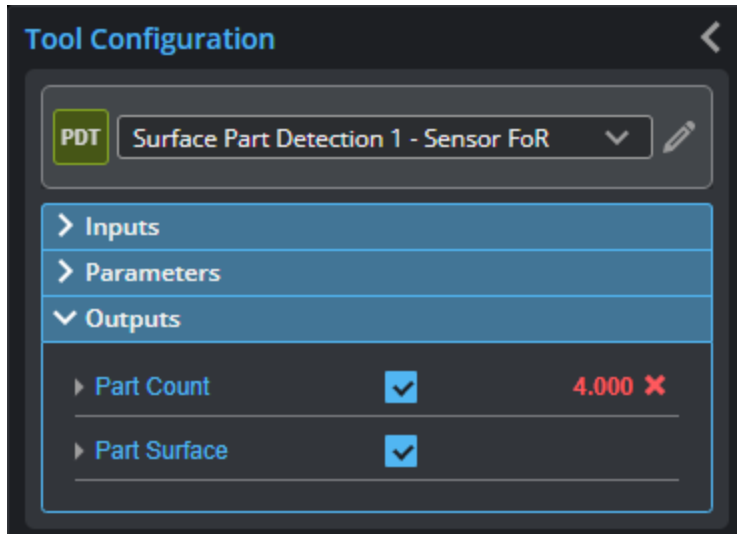 Tool Configuration
PDT Surface Part Detection 1 - Sensor FoR
Inputs
Parameters
Outputs
Part Count 4.000
Part Surface